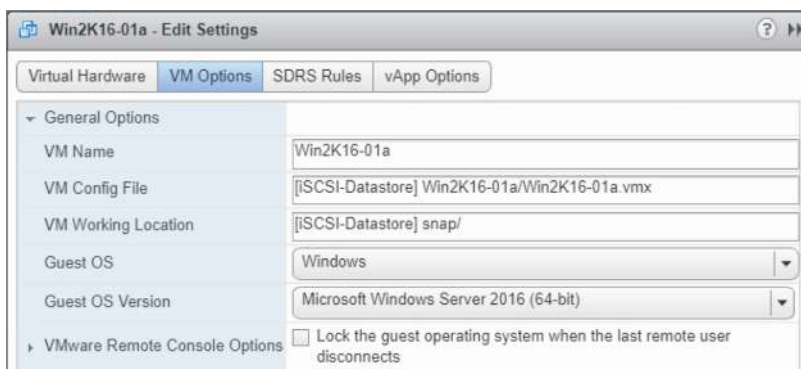 Win2K16-01a - Edit Settings
?
Virtual Hardware VM Options SDRS Rules vApp Options
General Options
VM Name Win2K16-01a
VM Config File [iSCSI-Datastore] Win2K16-01a/Win2K16-01a.vmx
VM Working Location [iSCSI-Datastore] snap/
Guest OS Windows
Guest OS Version Microsoft Windows Server 2016 (64-bit)
VMware Remote Console Options Lock the guest operating system when the last remote user
disconnects